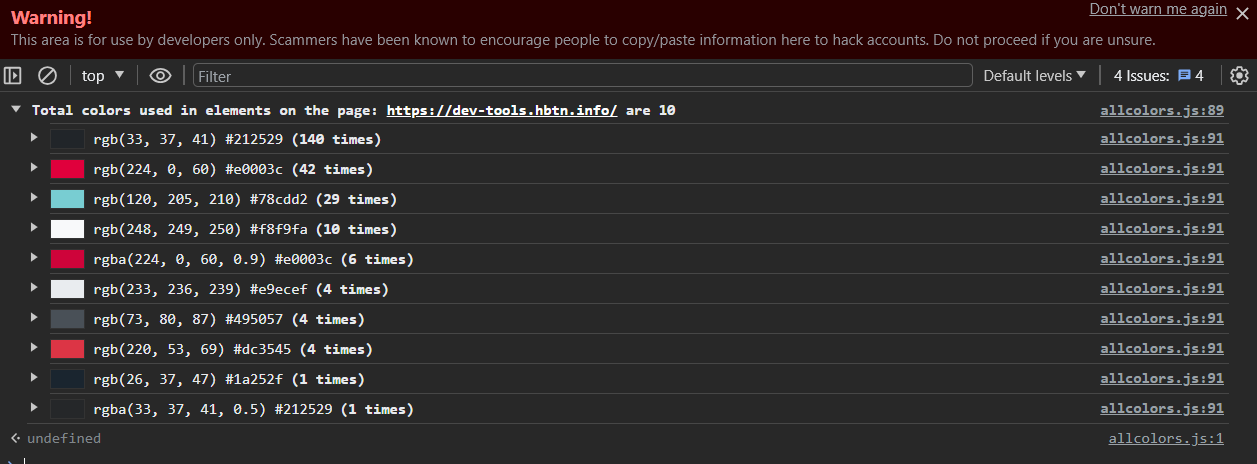 Warning!
Don't warn me again
This area is for use by developers only. Scammers have been known to encourage people to copy/paste information here to hack accounts. Do not proceed if you are unsure.
top Filter Default levels 4 Issues: 4
Total colors used in elements on the page: https://dev-tools.hbtn.info/ are 10 allcolors.js:89
rgb(33, 37, 41) #212529 (140 times) allcolors.js:91
rgb(224, 0, 60) #e0003c (42 times) allcolors.js:91
rgb(120, 205, 210) #78cdd2 (29 times) allcolors.js:91
rgb(248, 249, 250) #f8f9fa (10 times) allcolors.js:91
rgba(224, 0, 60, 0.9) #e0003c (6 times) allcolors.js:91
rgb(233, 236, 239) #e9ecef (4 times) allcolors.js:91
rgb(73, 80, 87) #495057 (4 times) allcolors.js:91
rgb(220, 53, 69) #dc3545 (4 times) allcolors.js:91
rgb(26, 37, 47) #1a252f (1 times) allcolors.js:91
rgba(33, 37, 41, 0.5) #212529 (1 times) allcolors.js:91
undefined allcolors.js:1